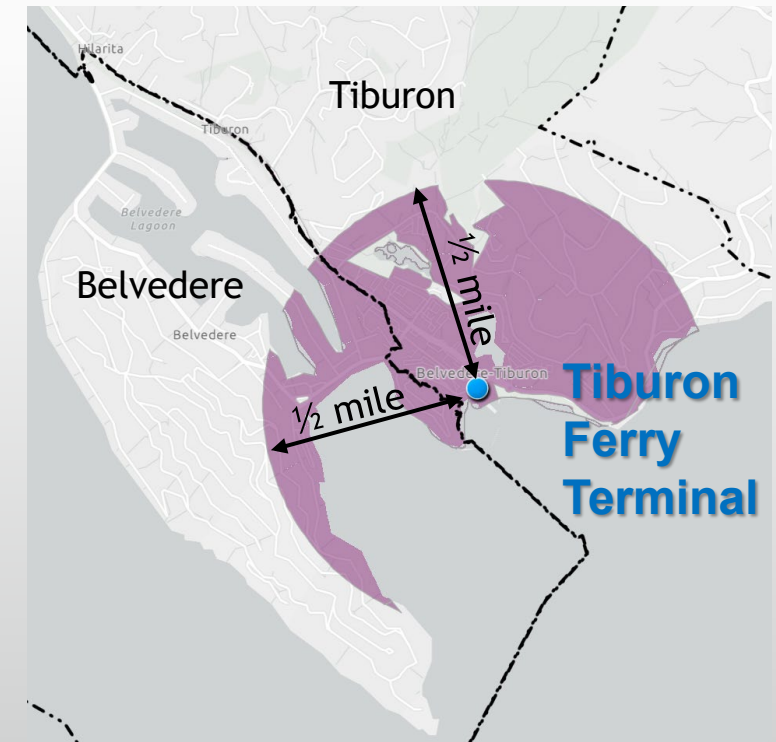 Hilarita
Tiburon
Tiburon
Belvedere
Lagoon
Belvedere
Belvedere
½ mile
Belvedere-Tiburon
½ mile
Tiburon
Ferry
Terminal